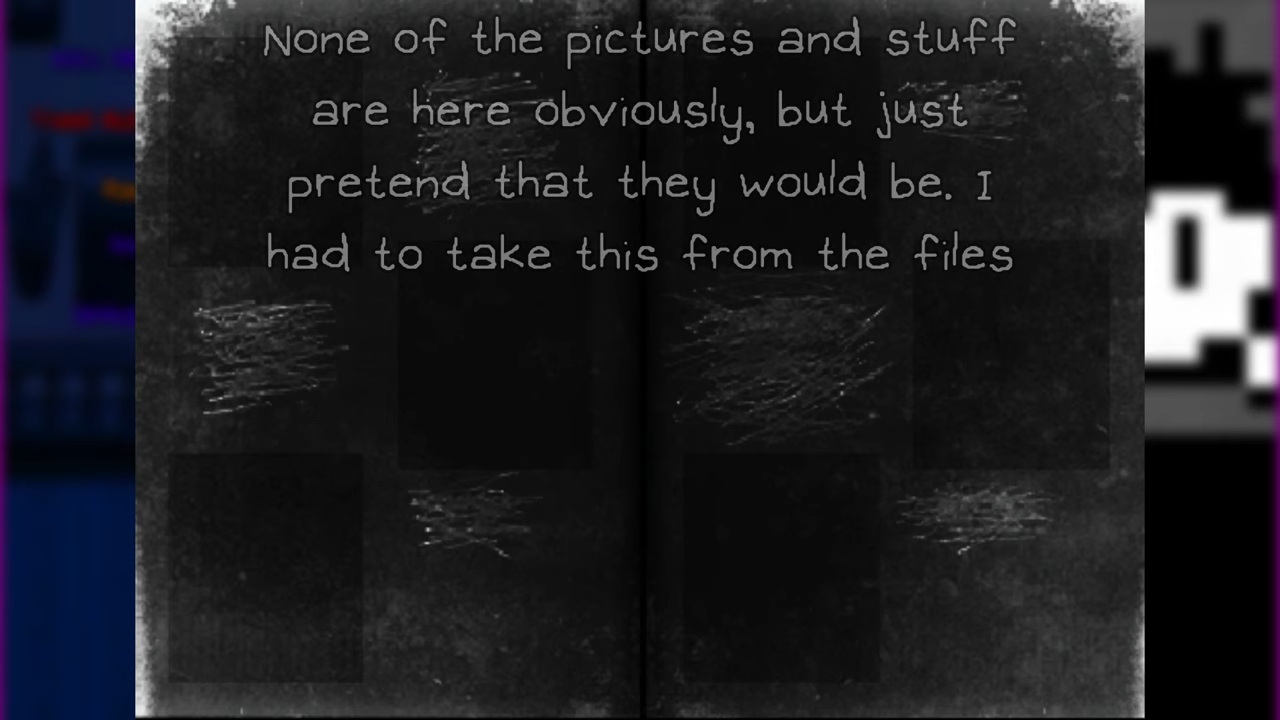 None of the pictures and stuff
are here obviously, but just
pretend that they would be. I
had to take this from the files